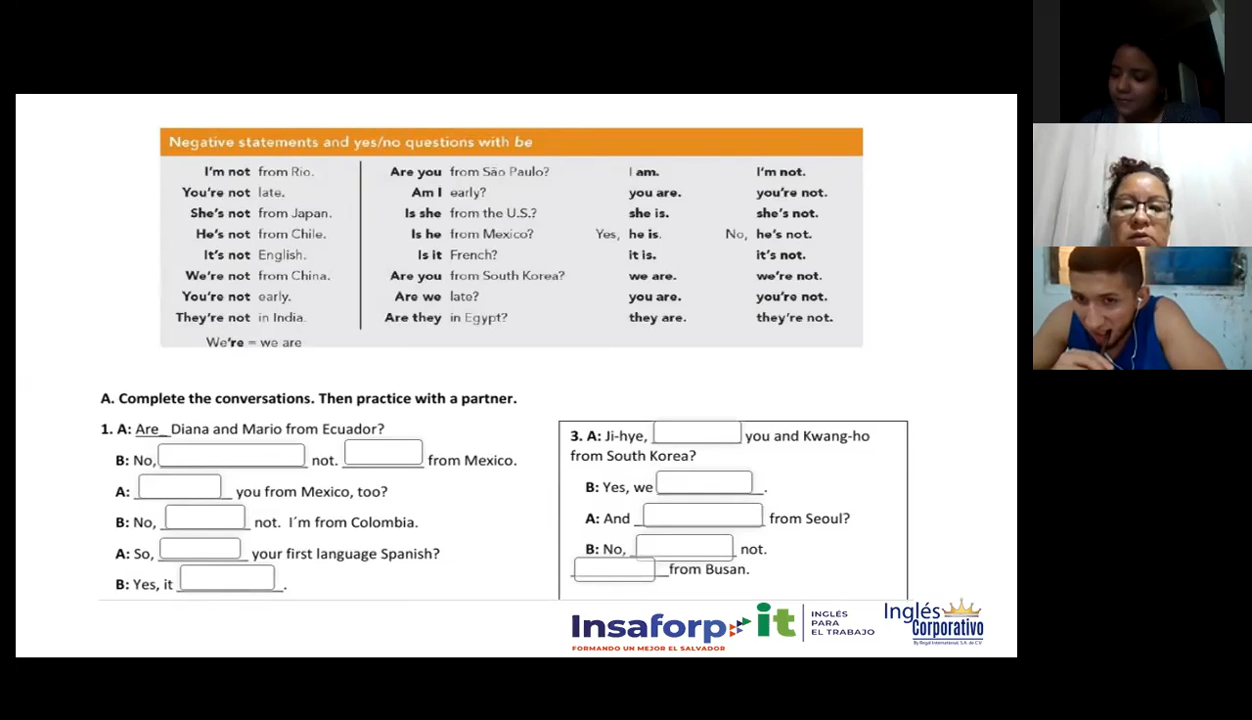 Negative statements and yes/no questions with be
I'm not from Rio. Are you from São Paulo? I am. I'm not.
You're not late. Am I early? you are. you're not.
She's not from Japan. Is she from the U.S.? she is. she's not.
He's not from Chile. Is he from Mexico? Yes, he is. No, he's not.
It's not English. Is it French? it is. it's not.
We're not from China. Are you from South Korea? we are. we're not.
You're not early. Are we late? you are. you're not.
They're not in India. Are they in Egypt? they are. they're not.
We're = we are
A. Complete the conversations. Then practice with a partner.
1. A: Are_ Diana and Mario from Ecuador?
B: No, not. from Mexico.
A: you from Mexico, too?
B: No, not. I´m from Colombia.
A: So, your first language Spanish?
B: Yes, it .
3. A: Ji-hye, you and Kwang-ho
from South Korea?
B: Yes, we .
A: And from Seoul?
B: No, not.
from Busan.
Insaforp it INGLÉS
PARA
EL TRABAJO
FORMANDO UN MEJOR EL SALVADOR
Inglés
Corporativo
By Regal International, S.A. de C.V.